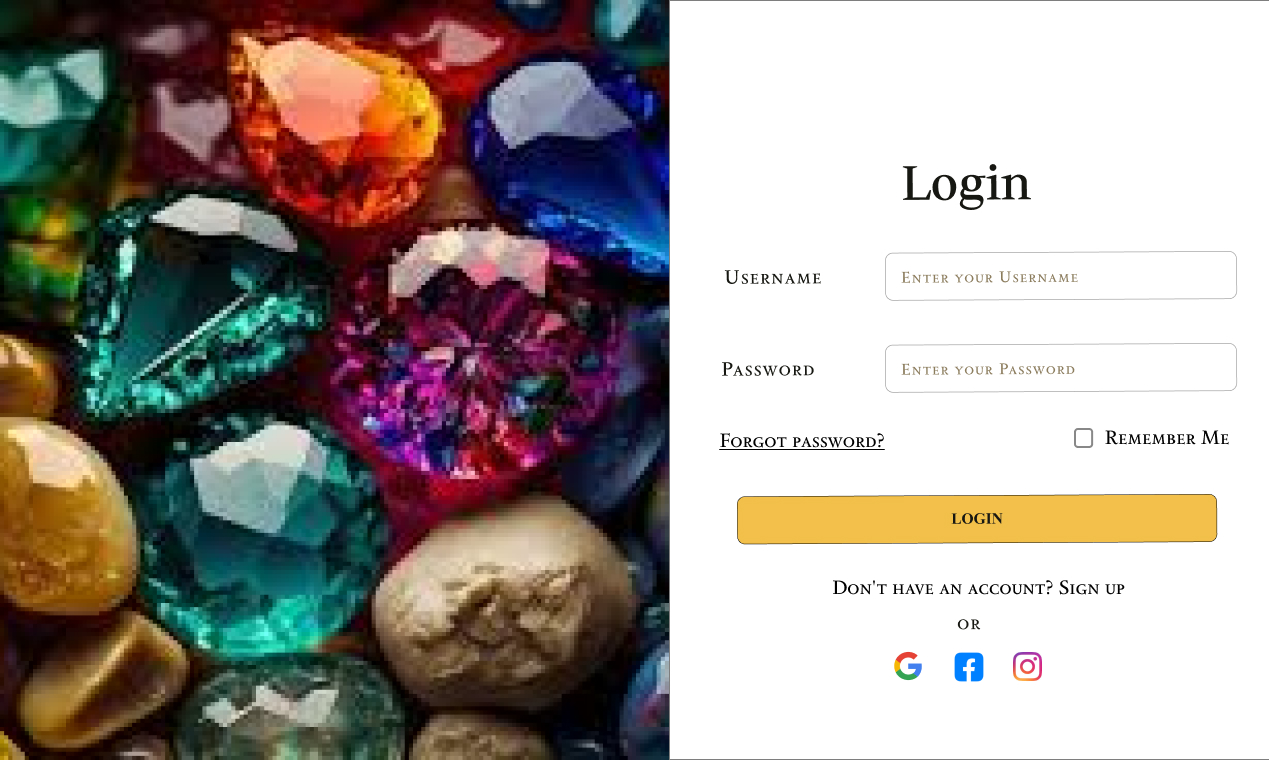 Login
Username
Enter your Username
Password
Enter your Password
Forgot password?
Remember Me
LOGIN
Don't have an account? Sign up
or